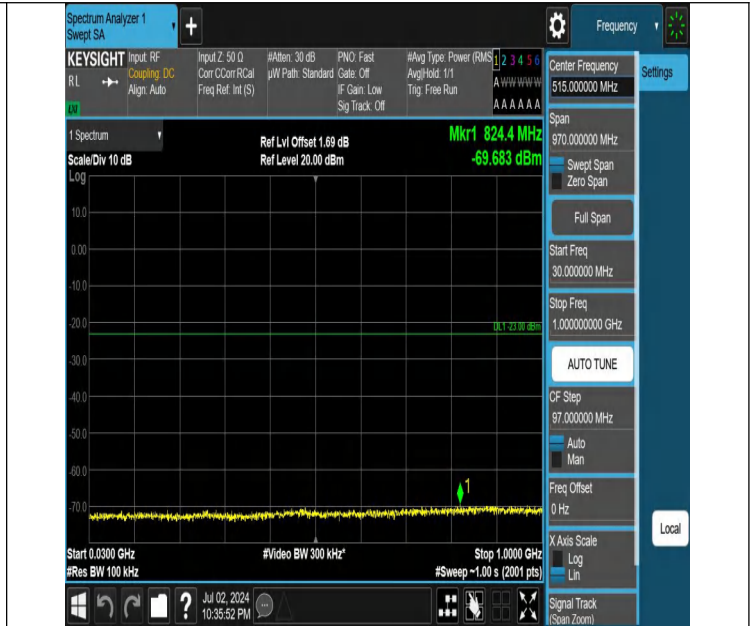 Spectrum Analyzer 1
Swept SA
+
Frequency
KEYSIGHT
RL
LXI
Input: RF
Coupling: DC
Align: Auto
Input Z: 50 Ω
Corr CCorr RCal
Freq Ref: Int (S)
#Atten: 30 dB
µW Path: Standard
PNO: Fast
Gate: Off
IF Gain: Low
Sig Track: Off
#Avg Type: Power (RMS
Avg|Hold: 1/1
Trig: Free Run
1 2 3 4 5 6
A W W W W W
A A A A A A
1 Spectrum
Scale/Div 10 dB
Log
Ref Lvl Offset 1.69 dB
Ref Level 20.00 dBm
Mkr1 824.4 MHz
-69.683 dBm
10.0
0.00
-10.0
-20.0
-30.0
-40.0
-50.0
-60.0
-70.0
DL1 -23.00 dBm
1
Start 0.0300 GHz
#Res BW 100 kHz
#Video BW 300 kHz*
Stop 1.0000 GHz
#Sweep ~1.00 s (2001 pts)
?
Jul 02, 2024
10:35:52 PM
Center Frequency
515.000000 MHz
Span
970.000000 MHz
Swept Span
Zero Span
Full Span
Start Freq
30.000000 MHz
Stop Freq
1.000000000 GHz
AUTO TUNE
CF Step
97.000000 MHz
Auto
Man
Freq Offset
0 Hz
X Axis Scale
Log
Lin
Signal Track
(Span Zoom)
Settings
Local